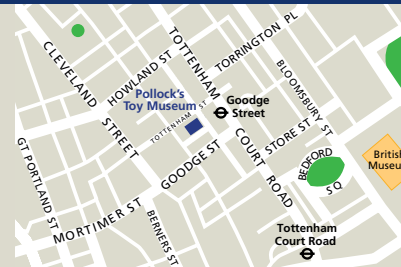 TOTTENHAM
TORRINGTON PL
CLEVELAND
HOWLAND ST
BLOOMSBURY ST
Pollock's
Toy Museum
TOTTENHAM ST
Goodge
Street
STREET
COURT ROAD
STORE ST
BEDFORD
SQ
British
Museu
GT PORTLAND ST
GOODGE ST
MORTIMER ST
BERNERS ST
Tottenham
Court Road